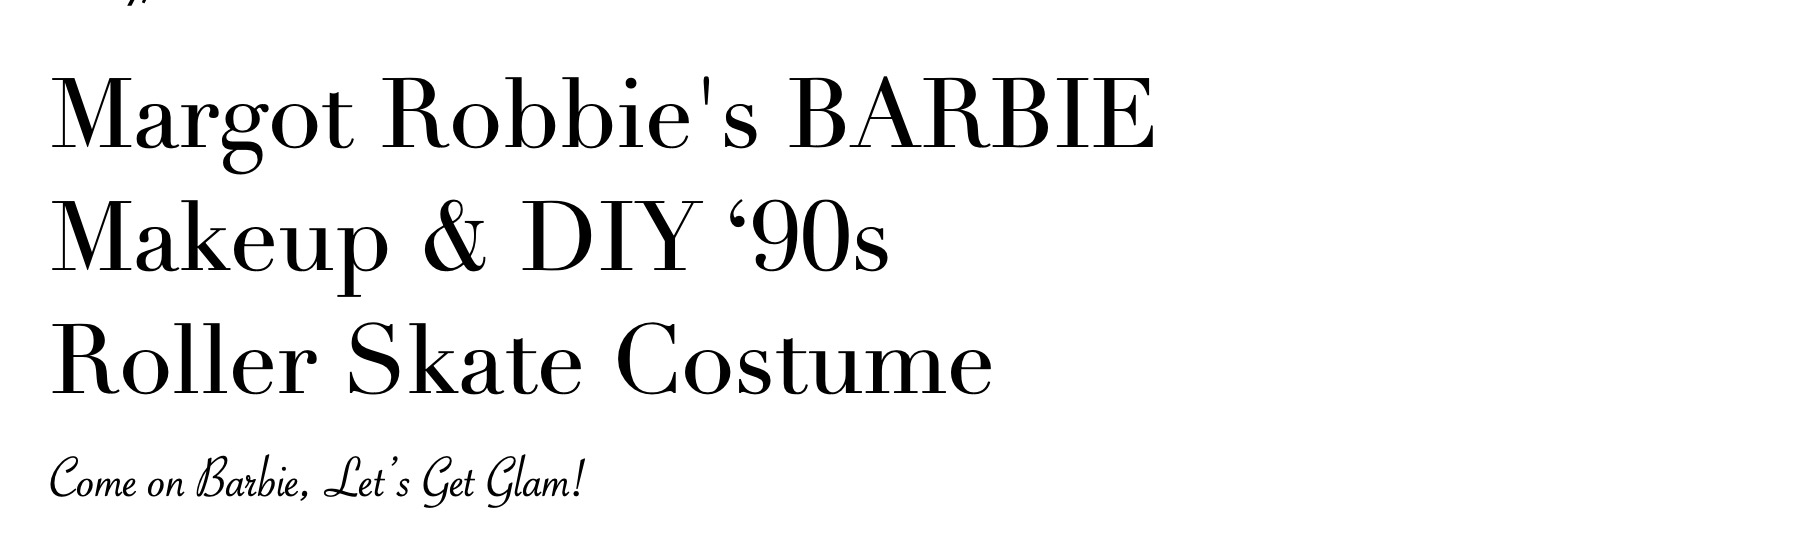 Margot Robbie's BARBIE
Makeup & DIY ‘90s
Roller Skate Costume
Come on Barbie, Let’s Get Glam!